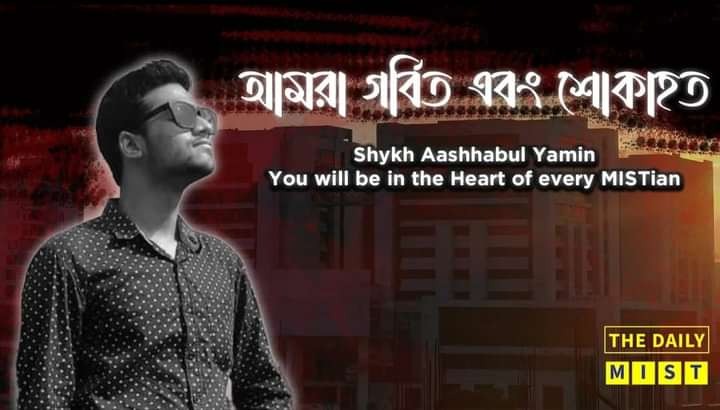 আমরা গর্বিত এবং শোকাহত
Shykh Aashhabul Yamin
You will be in the Heart of every MISTian
THE DAILY
MIST